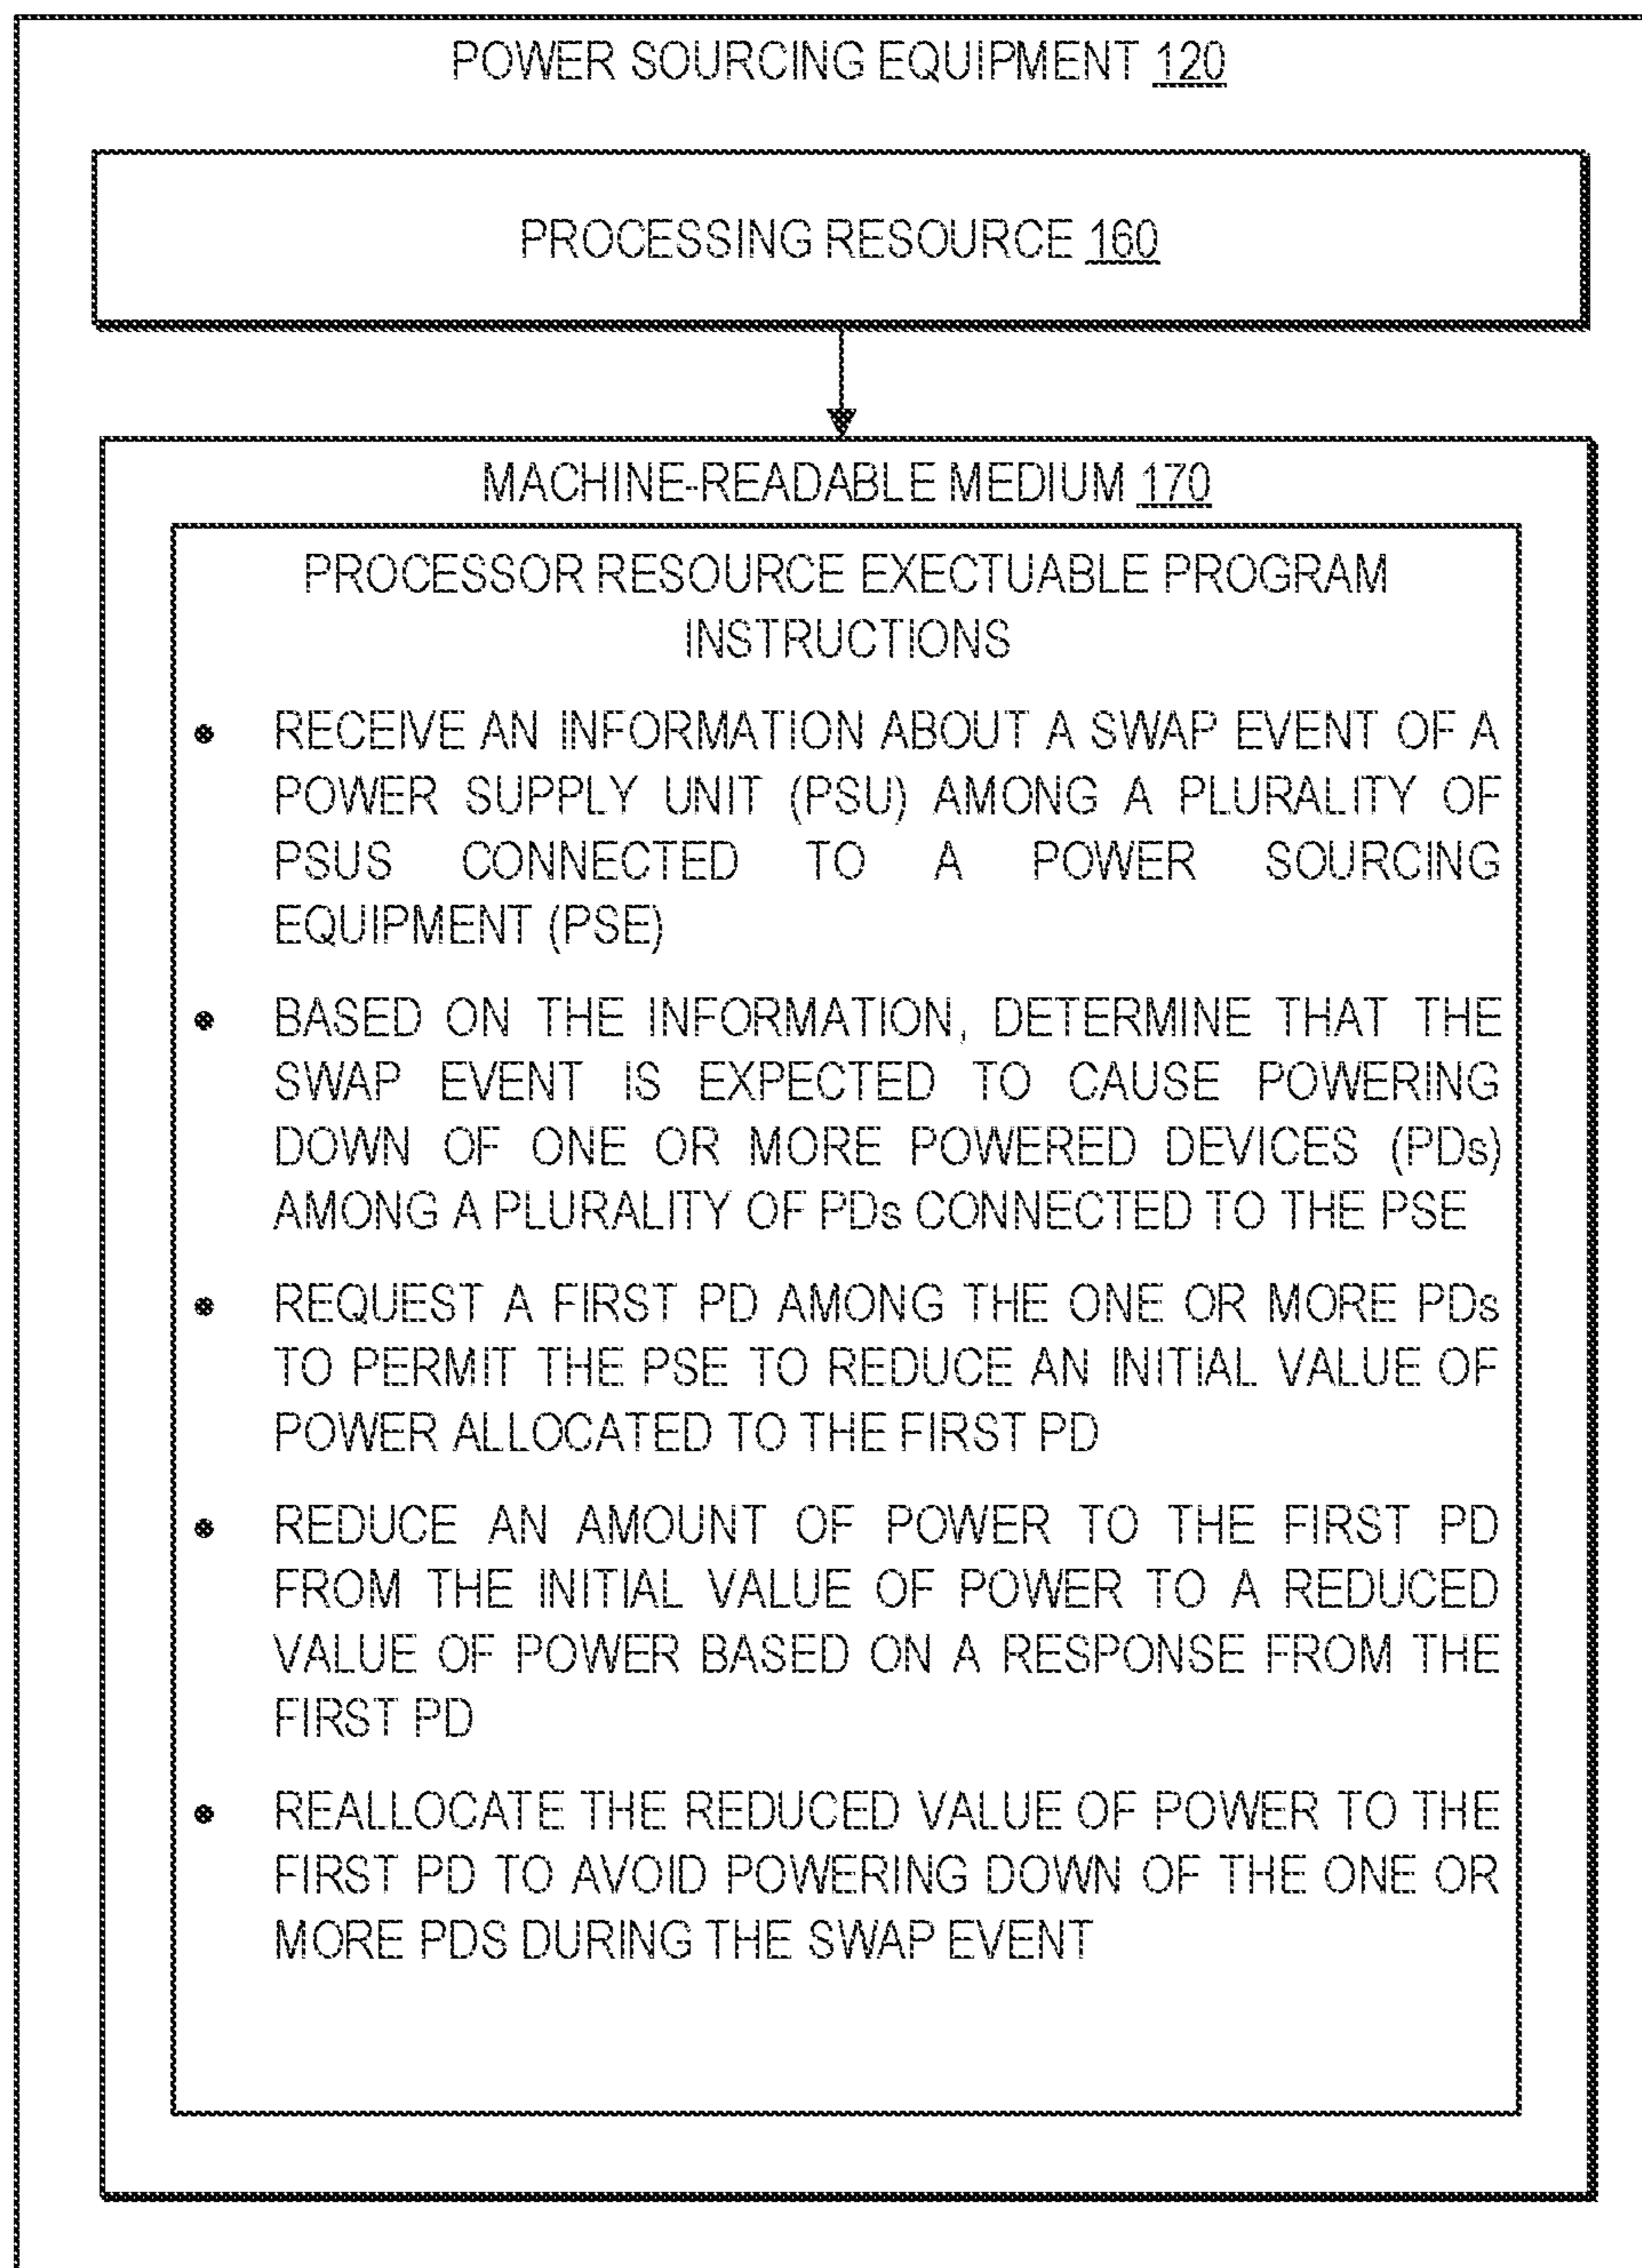 POWER SOURCING EQUIPMENT 120
PROCESSING RESOURCE 160
MACHINE-READABLE MEDIUM 170
PROCESSOR RESOURCE EXECTUABLE PROGRAM
INSTRUCTIONS
• RECEIVE AN INFORMATION ABOUT A SWAP EVENT OF A
POWER SUPPLY UNIT (PSU) AMONG A PLURALITY OF
PSUS CONNECTED TO A POWER SOURCING
EQUIPMENT (PSE)
• BASED ON THE INFORMATION, DETERMINE THAT THE
SWAP EVENT IS EXPECTED TO CAUSE POWERING
DOWN OF ONE OR MORE POWERED DEVICES (PDs)
AMONG A PLURALITY OF PDs CONNECTED TO THE PSE
• REQUEST A FIRST PD AMONG THE ONE OR MORE PDs
TO PERMIT THE PSE TO REDUCE AN INITIAL VALUE OF
POWER ALLOCATED TO THE FIRST PD
• REDUCE AN AMOUNT OF POWER TO THE FIRST PD
FROM THE INITIAL VALUE OF POWER TO A REDUCED
VALUE OF POWER BASED ON A RESPONSE FROM THE
FIRST PD
• REALLOCATE THE REDUCED VALUE OF POWER TO THE
FIRST PD TO AVOID POWERING DOWN OF THE ONE OR
MORE PDS DURING THE SWAP EVENT